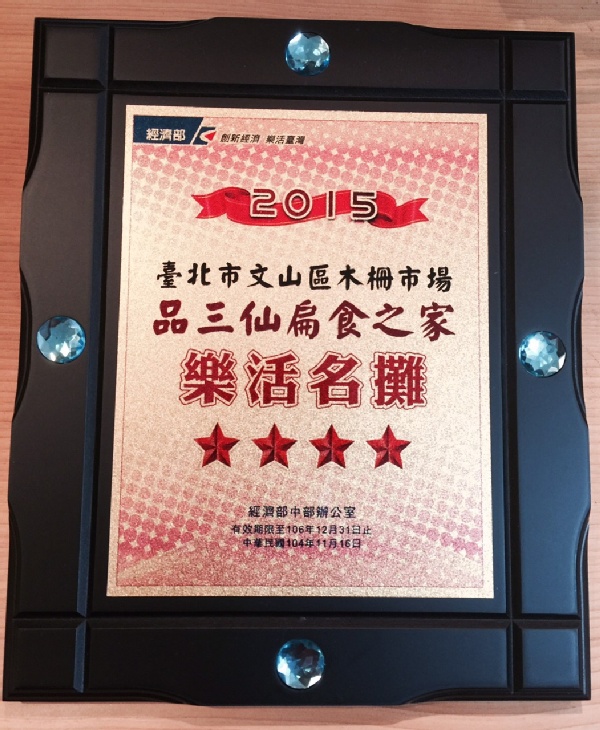 經濟部 創新經濟 樂活臺灣
2015
臺北市文山區木柵市場
品三仙扁食之家
樂活名攤
經濟部中部辦公室
有效期限至106年12月31日止
中華民國104年11月16日